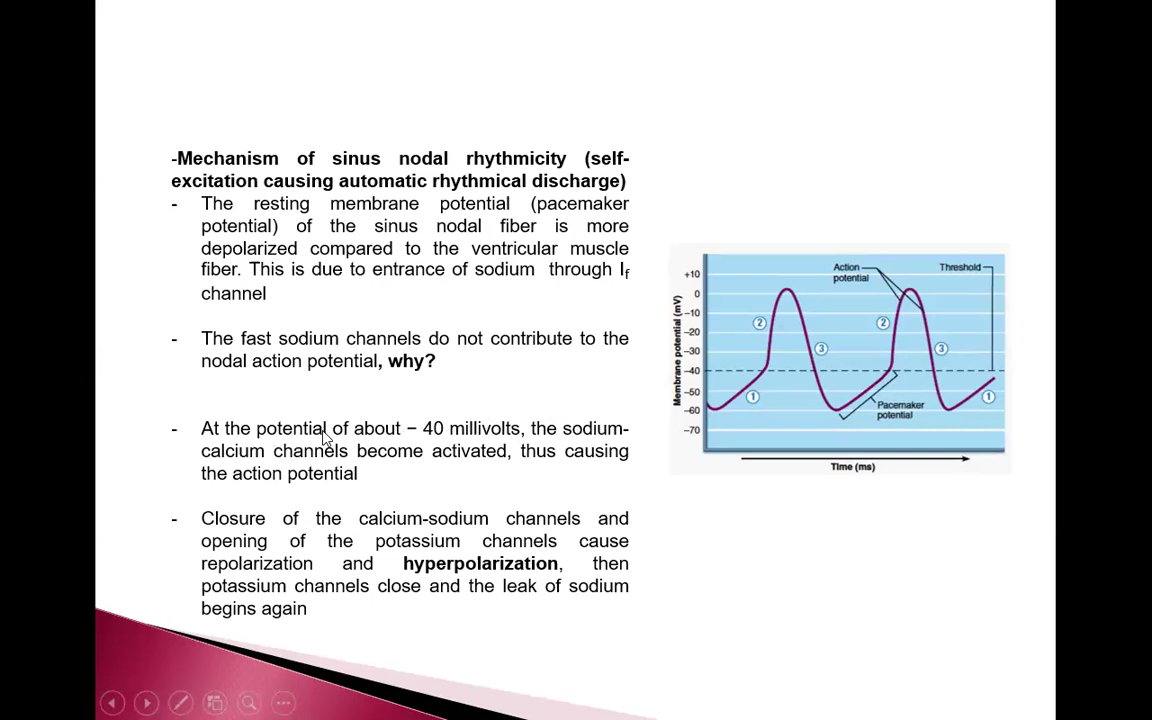 -Mechanism of sinus nodal rhythmicity (self-
excitation causing automatic rhythmical discharge)
- The resting membrane potential (pacemaker
potential) of the sinus nodal fiber is more
depolarized compared to the ventricular muscle
fiber. This is due to entrance of sodium through If
channel
- The fast sodium channels do not contribute to the
nodal action potential, why?
- At the potential of about − 40 millivolts, the sodium-
calcium channels become activated, thus causing
the action potential
- Closure of the calcium-sodium channels and
opening of the potassium channels cause
repolarization and hyperpolarization, then
potassium channels close and the leak of sodium
begins again
Membrane potential (mV)
+10
0
–10
–20
–30
–40
–50
–60
–70
Action
potential
Threshold
2
2
3
3
1
1
Pacemaker
potential
Time (ms)